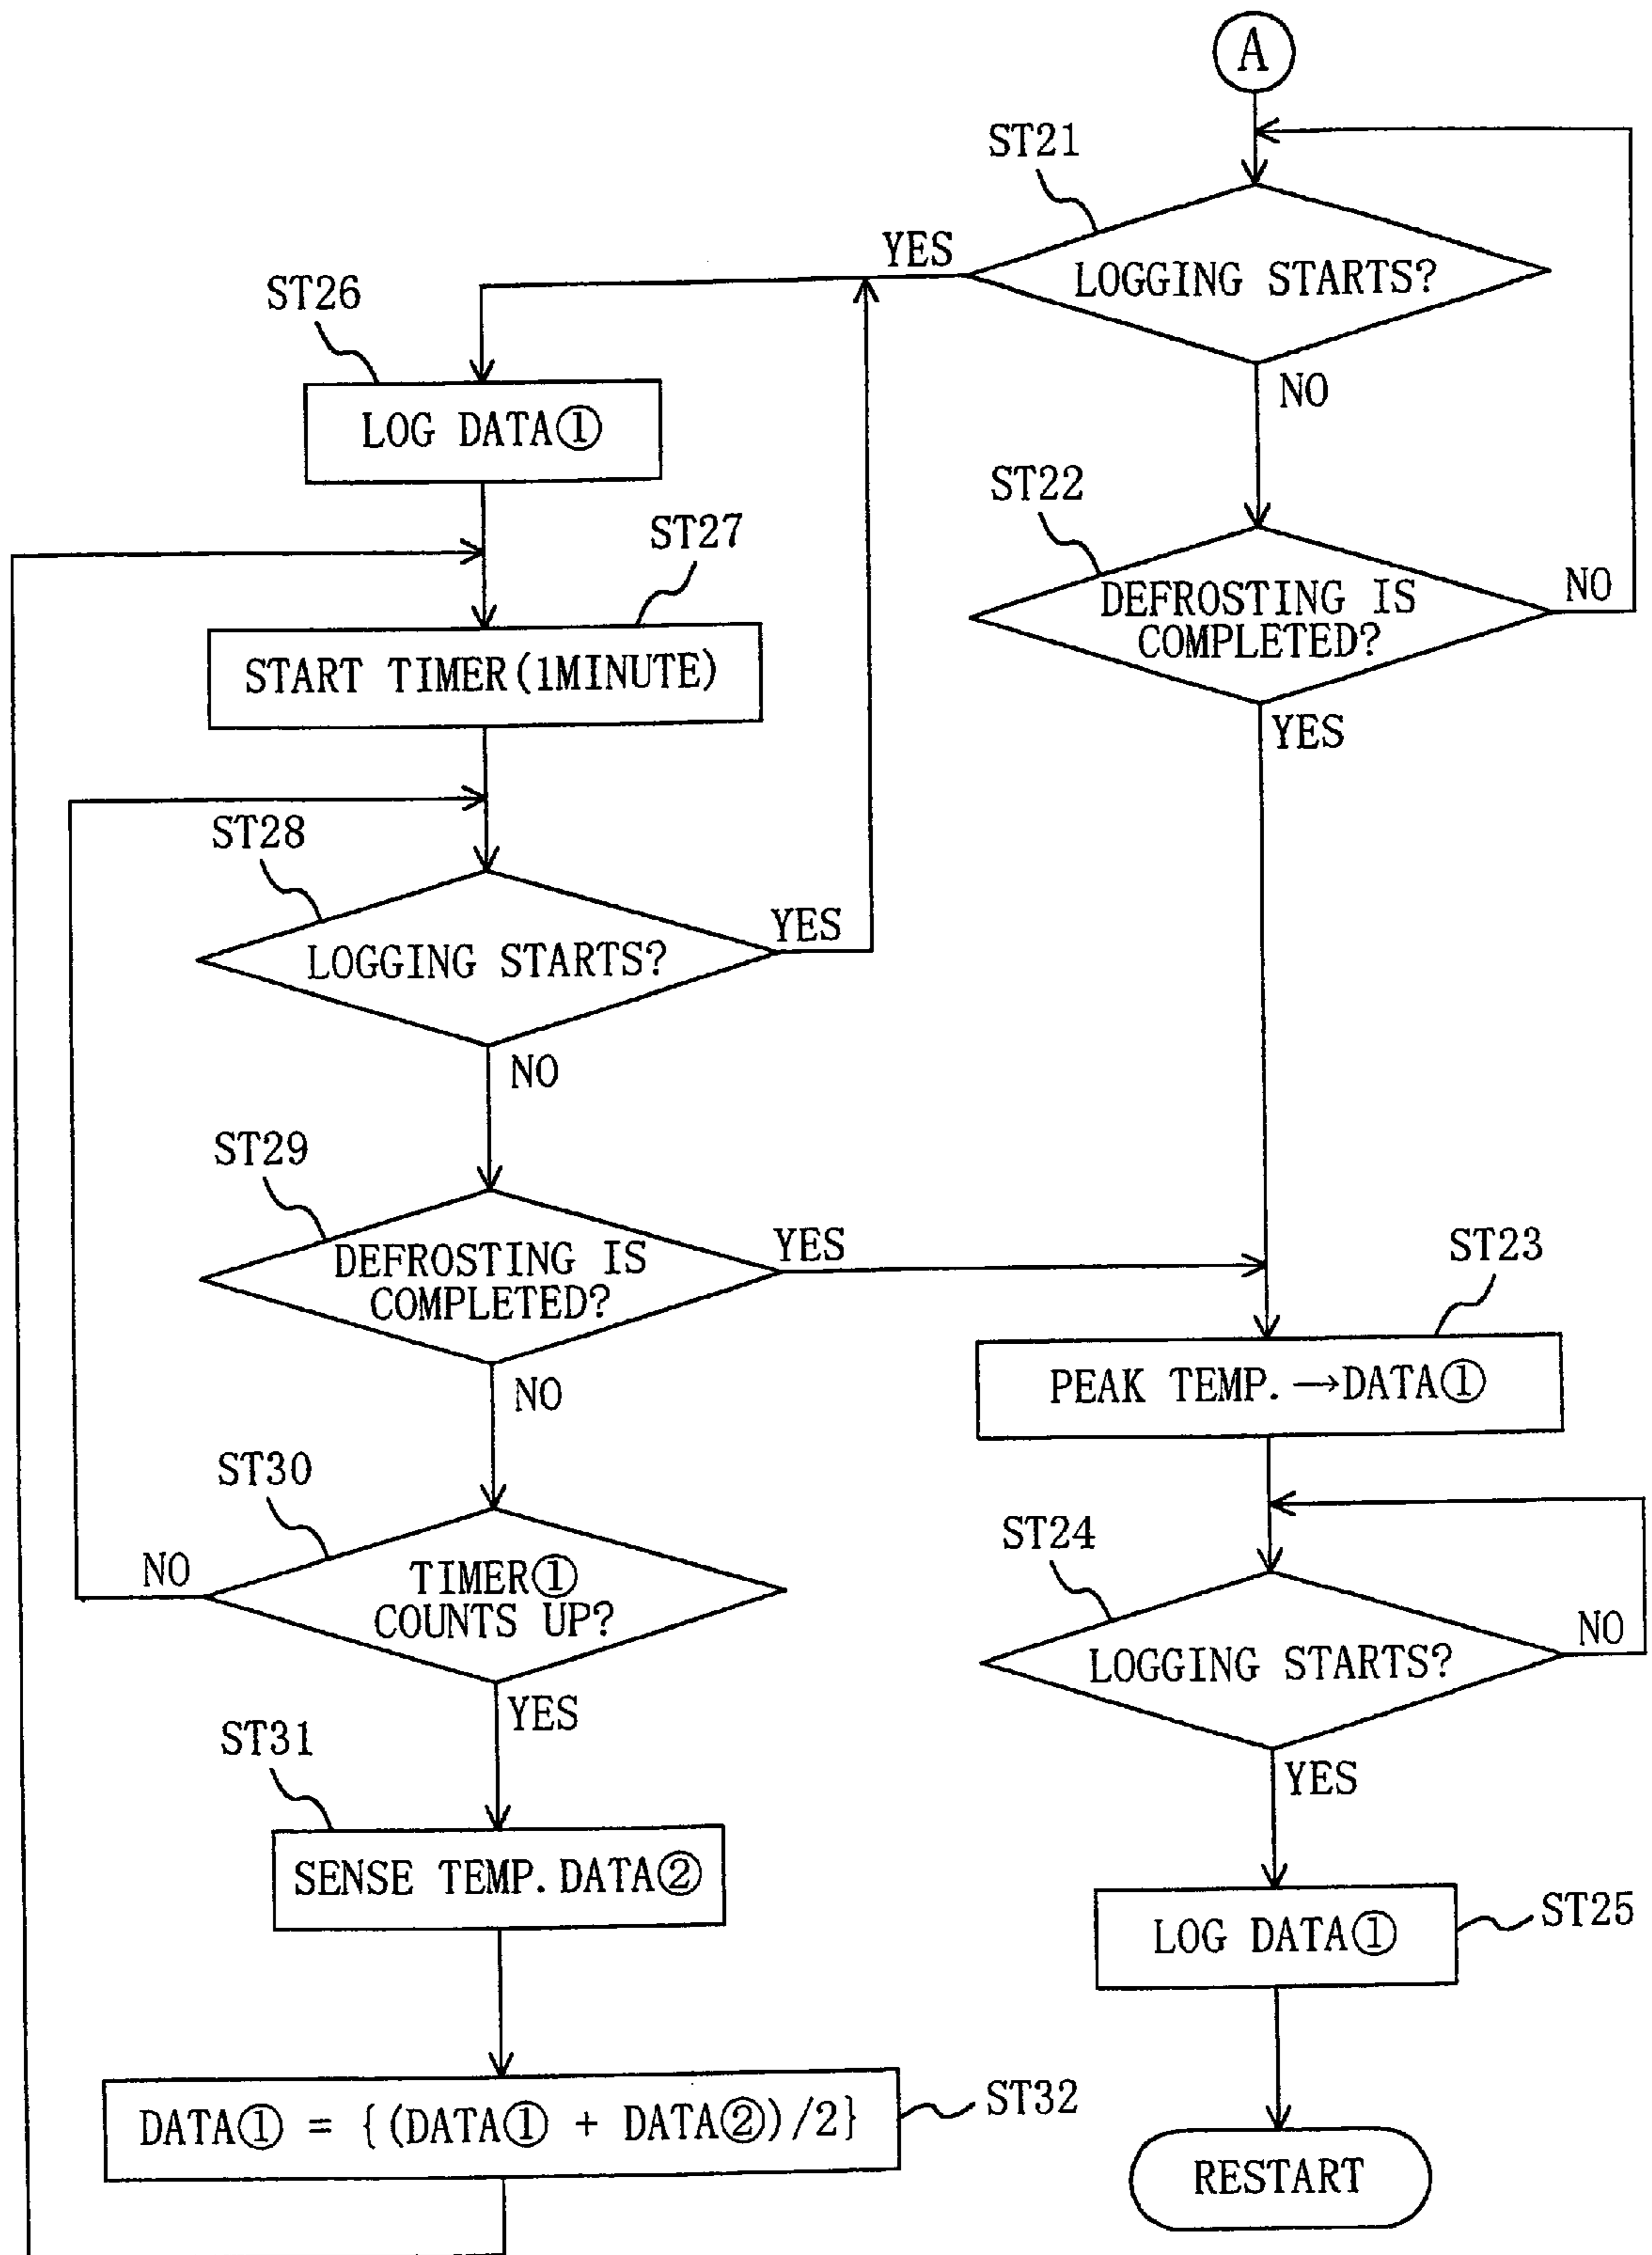 A
ST21
LOGGING STARTS?
YES
NO
ST22
DEFROSTING IS
COMPLETED?
NO
YES
ST26
LOG DATA①
ST27
START TIMER(1MINUTE)
ST28
LOGGING STARTS?
YES
NO
ST29
DEFROSTING IS
COMPLETED?
YES
NO
ST30
TIMER①
COUNTS UP?
NO
YES
ST31
SENSE TEMP.DATA②
DATA① = {(DATA① + DATA②)/2}
ST32
ST23
PEAK TEMP.→DATA①
ST24
LOGGING STARTS?
NO
YES
LOG DATA①
ST25
RESTART